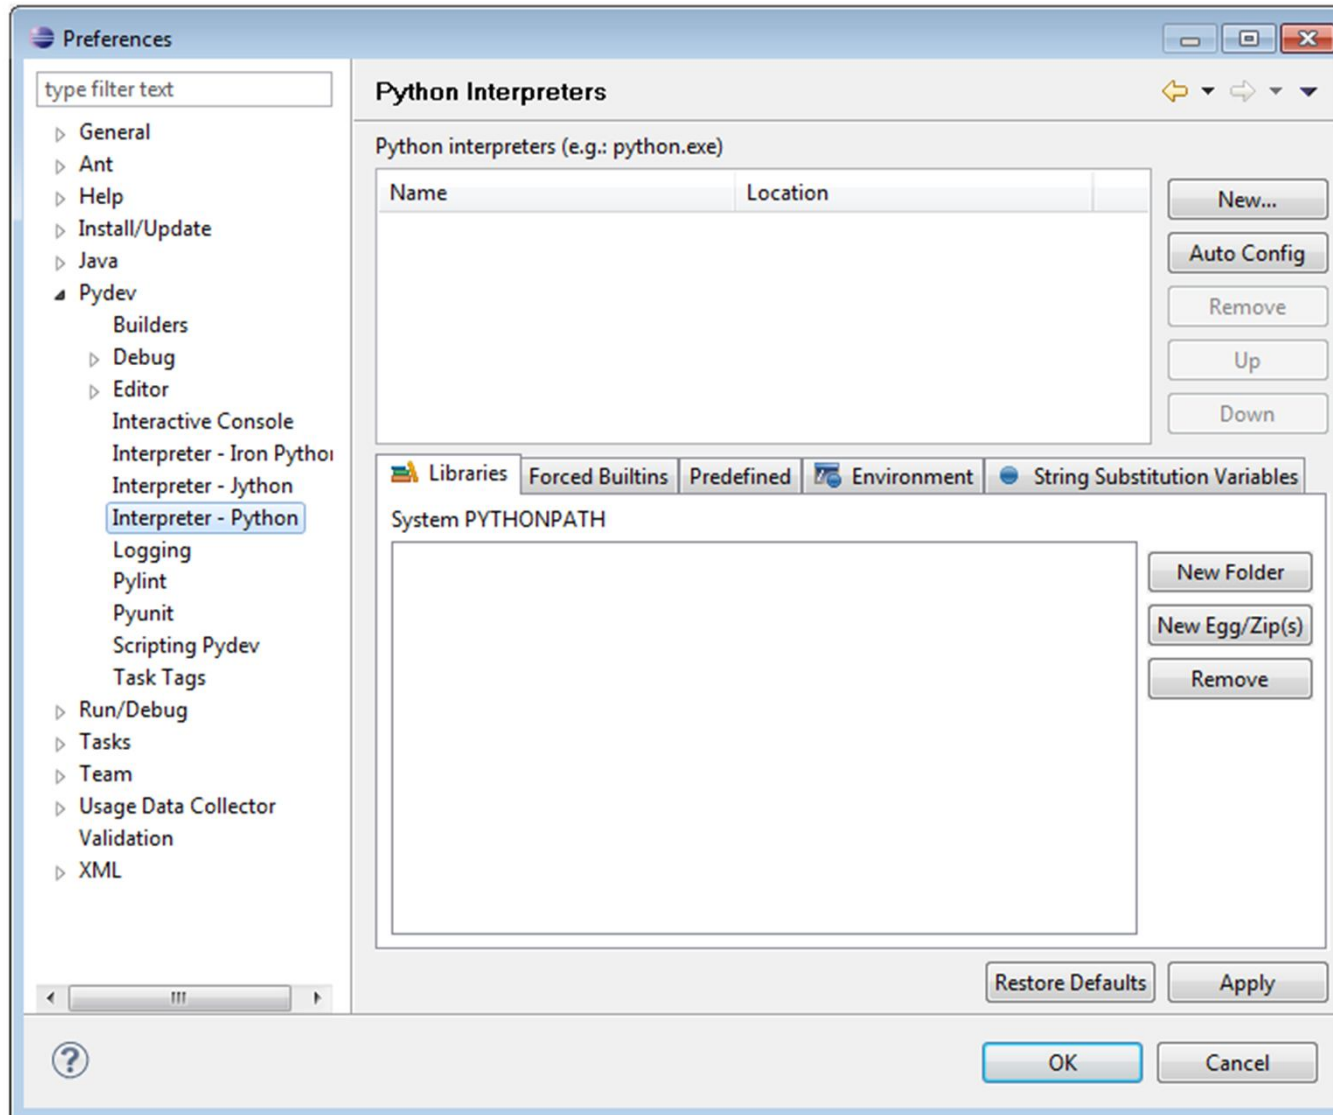 Preferences
type filter text
General
Ant
Help
Install/Update
Java
Pydev
Builders
Debug
Editor
Interactive Console
Interpreter - Iron Pytho
Interpreter - Jython
Interpreter - Python
Logging
Pylint
Pyunit
Scripting Pydev
Task Tags
Run/Debug
Tasks
Team
Usage Data Collector
Validation
XML
Python Interpreters
Python interpreters (e.g.: python.exe)
Name Location
New...
Auto Config
Remove
Up
Down
Libraries Forced Builtins Predefined Environment String Substitution Variables
System PYTHONPATH
New Folder
New Egg/Zip(s)
Remove
Restore Defaults Apply
OK Cancel